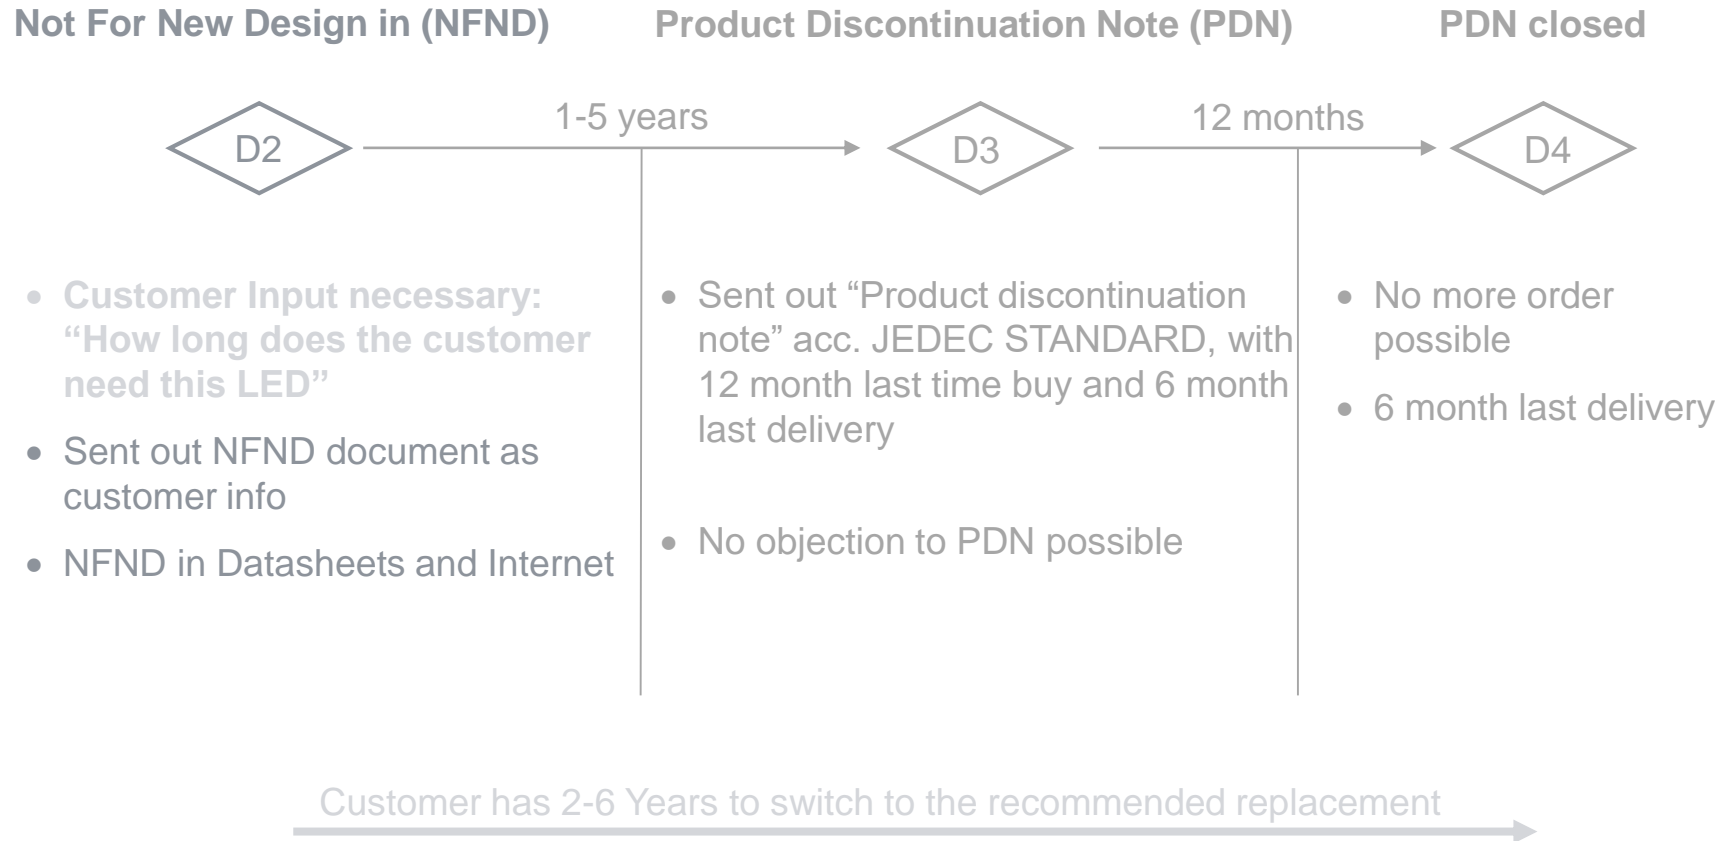 Not For New Design in (NFND)
Product Discontinuation Note (PDN)
PDN closed
D2
1-5 years
D3
12 months
D4
• Customer Input necessary:
“How long does the customer
need this LED”
• Sent out NFND document as
customer info
• NFND in Datasheets and Internet
• Sent out “Product discontinuation
note” acc. JEDEC STANDARD, with
12 month last time buy and 6 month
last delivery
• No objection to PDN possible
• No more order
possible
• 6 month last delivery
Customer has 2-6 Years to switch to the recommended replacement